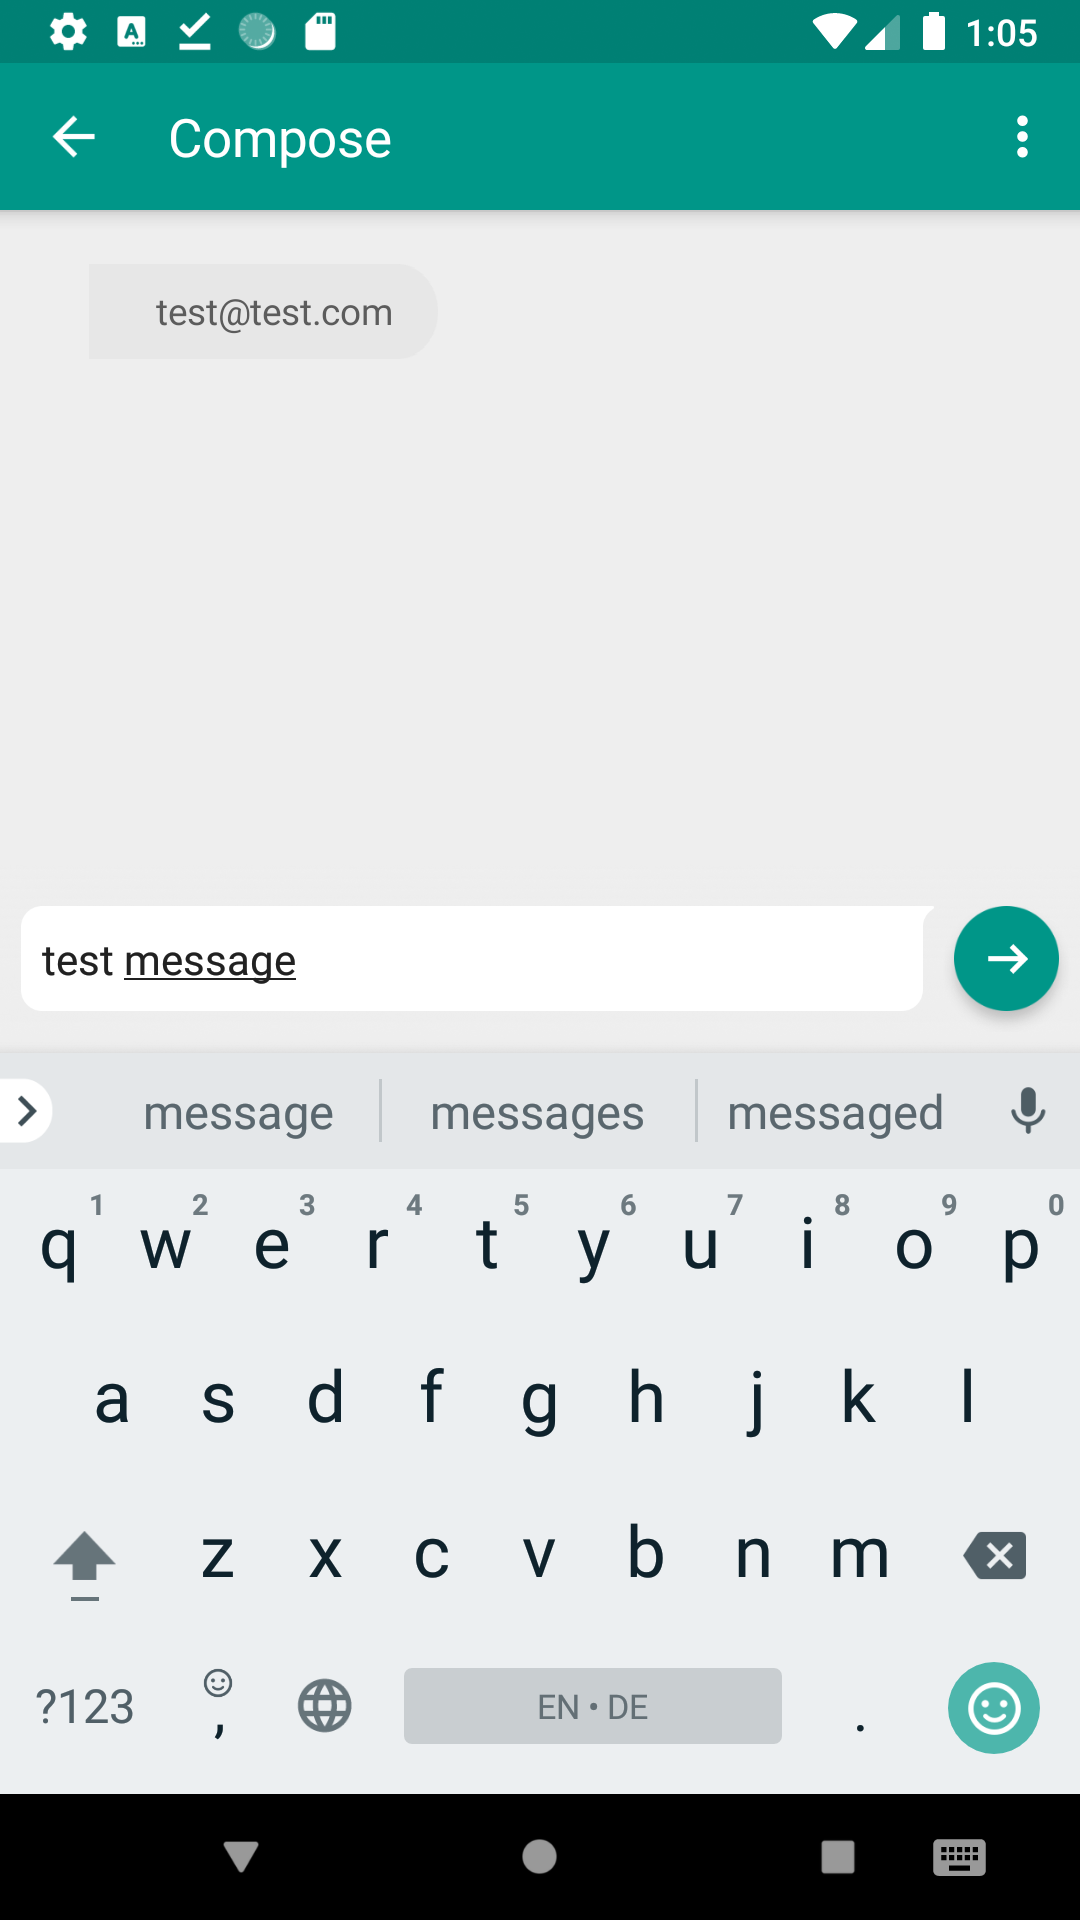 1:05
Compose
test@test.com
test message
message messages messaged
1 2 3 4 5 6 7 8 9 0
q w e r t y u i o p
a s d f g h j k l
z x c v b n m
?123 , EN • DE .